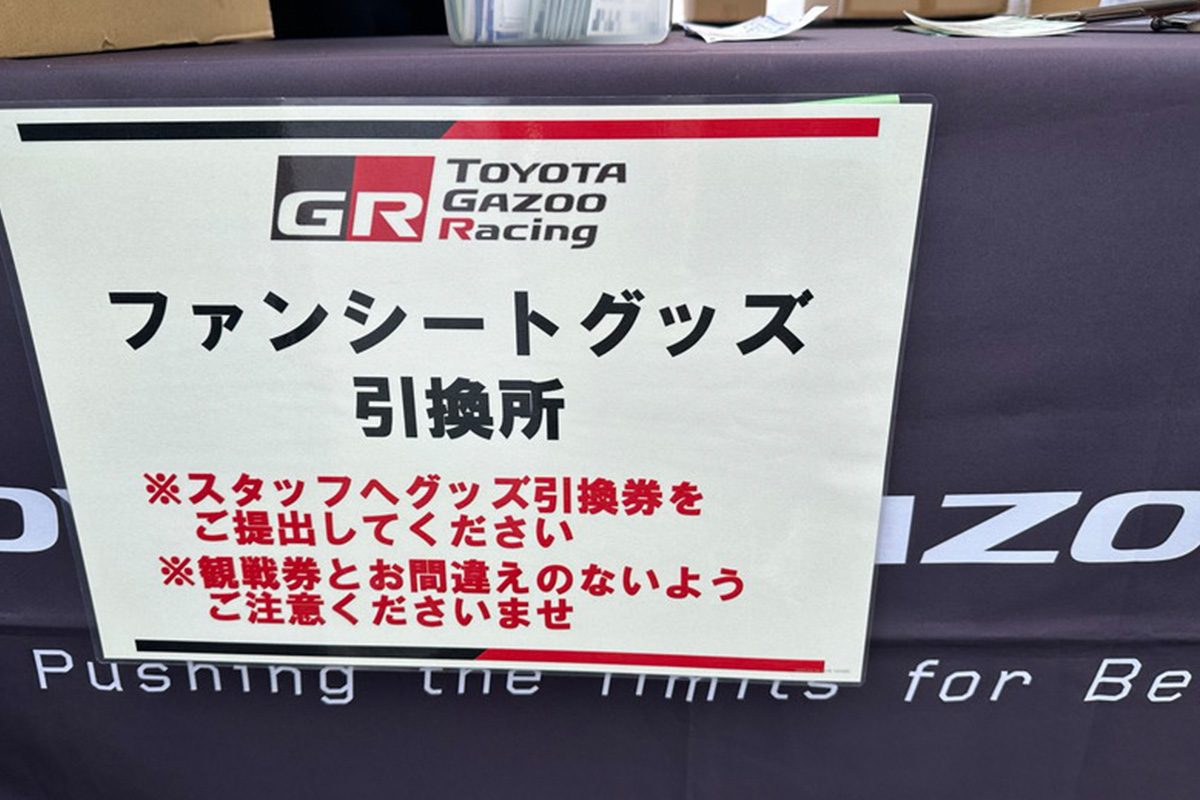 GR TOYOTA
GAZOO
Racing
ファンシートグッズ
引換所
※スタッフへグッズ引換券を
ご提出してください
※観戦券とお間違えのないよう
ご注意くださいませ
AZO
Pushing the limits for Be